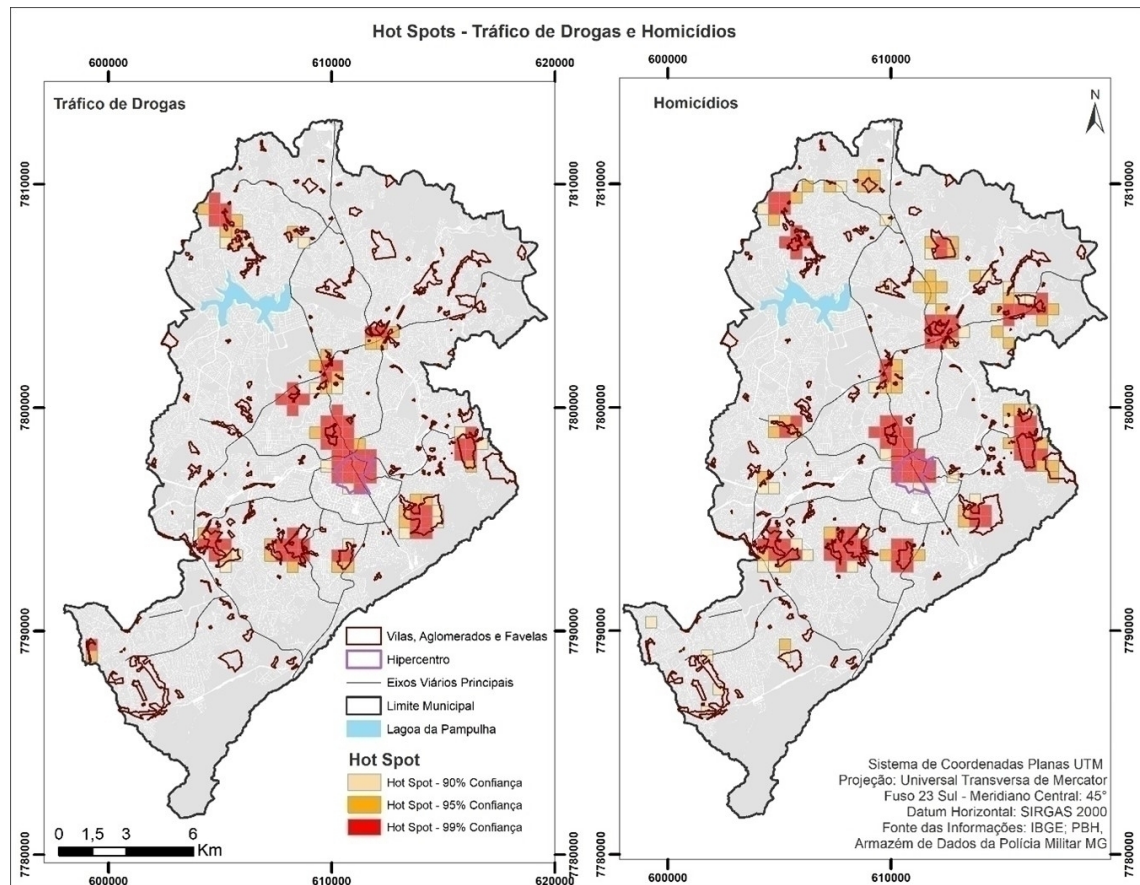 Hot Spots - Tráfico de Drogas e Homicídios
600000
610000
620000
600000
610000
Tráfico de Drogas
Homicídios
N
7810000
7810000
7810000
7800000
7800000
7800000
7790000
7790000
7790000
7780000
7780000
7780000
Vilas, Aglomerados e Favelas
Hipercentro
Eixos Viários Principais
Limite Municipal
Lagoa da Pampulha
Hot Spot
Hot Spot - 90% Confiança
Hot Spot - 95% Confiança
Hot Spot - 99% Confiança
0 1,5 3 6
Km
Sistema de Coordenadas Planas UTM
Projeção: Universal Transversa de Mercator
Fuso 23 Sul - Meridiano Central: 45°
Datum Horizontal: SIRGAS 2000
Fonte das Informações: IBGE; PBH,
Armazém de Dados da Polícia Militar MG
600000
610000
620000
600000
610000